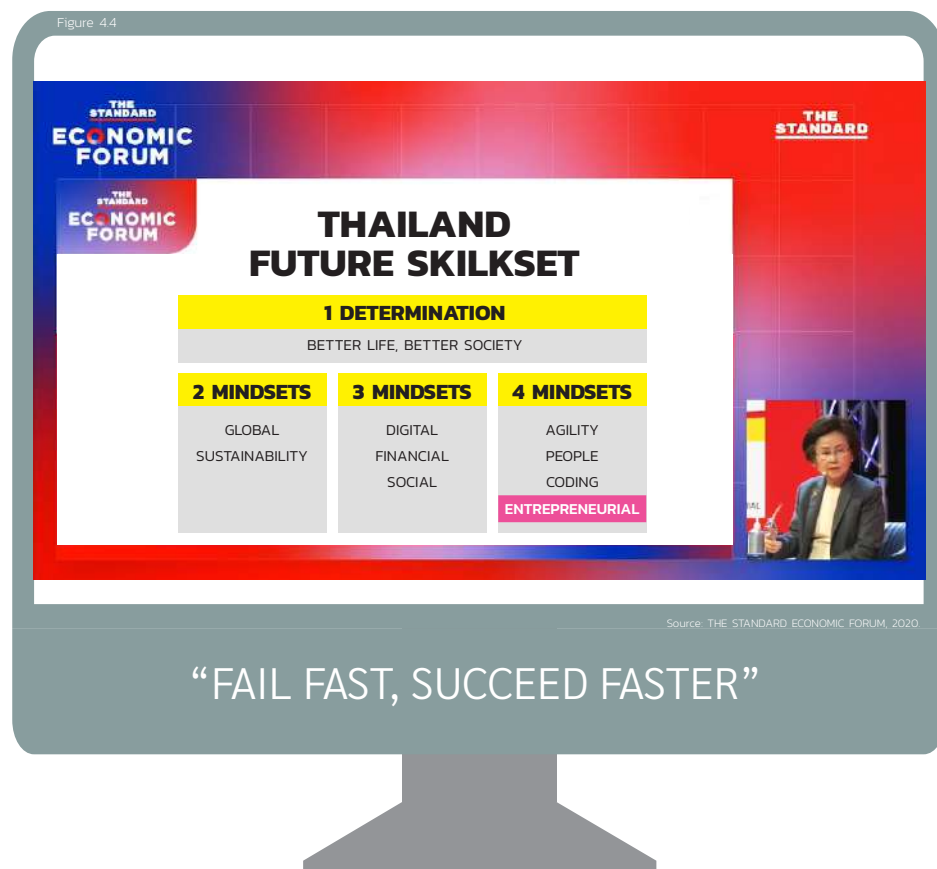 Figure 4.4
THE
STANDARD
ECONOMIC
FORUM
THE
STANDARD
THE
STANDARD
ECONOMIC
FORUM
THAILAND
FUTURE SKILKSET
1 DETERMINATION
BETTER LIFE, BETTER SOCIETY
2 MINDSETS
GLOBAL
SUSTAINABILITY
3 MINDSETS
DIGITAL
FINANCIAL
SOCIAL
4 MINDSETS
AGILITY
PEOPLE
CODING
ENTREPRENEURIAL
Source: THE STANDARD ECONOMIC FORUM, 2020.
“FAIL FAST, SUCCEED FASTER”